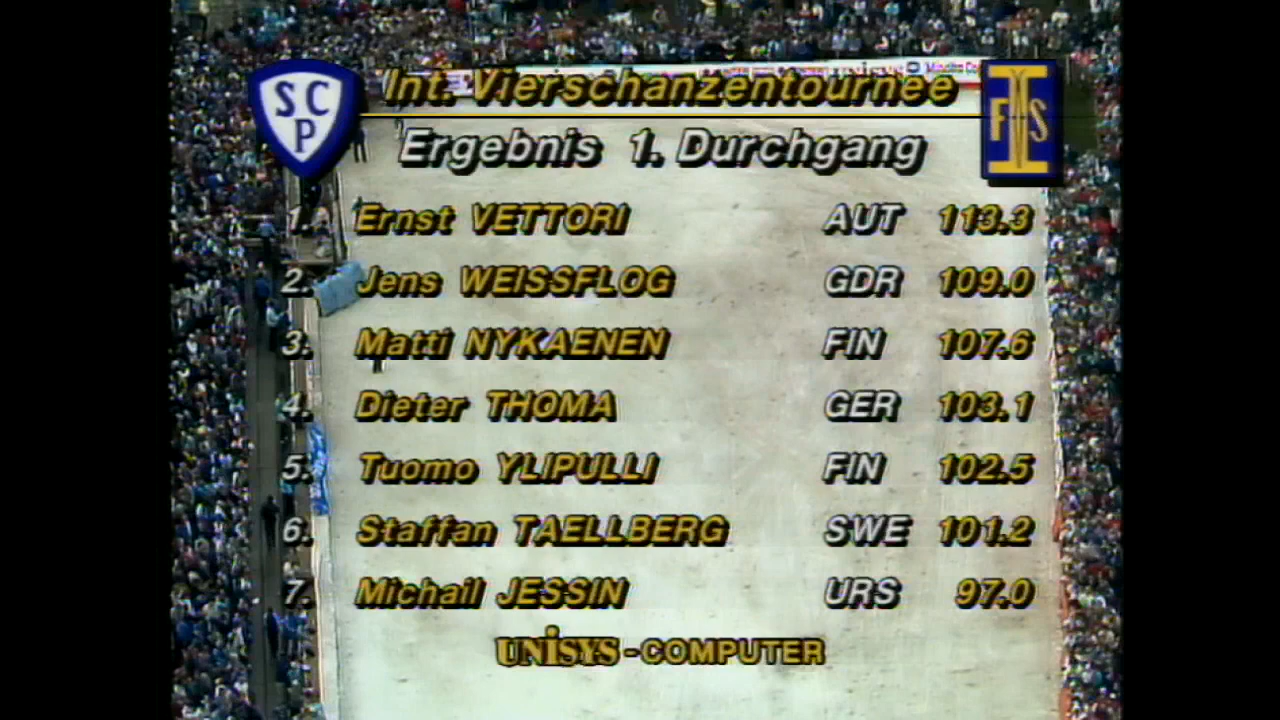 Int. Vierschanzentournee
SCP
FIS
Ergebnis 1. Durchgang
1. Ernst VETTORI AUT 113.3
2. Jens WEISSFLOG GDR 109.0
3. Matti NYKAENEN FIN 107.6
4. Dieter THOMA GER 103.1
5. Tuomo YLIPULLI FIN 102.5
6. Staffan TAELLBERG SWE 101.2
7. Michail JESSIN URS 97.0
UNISYS - COMPUTER